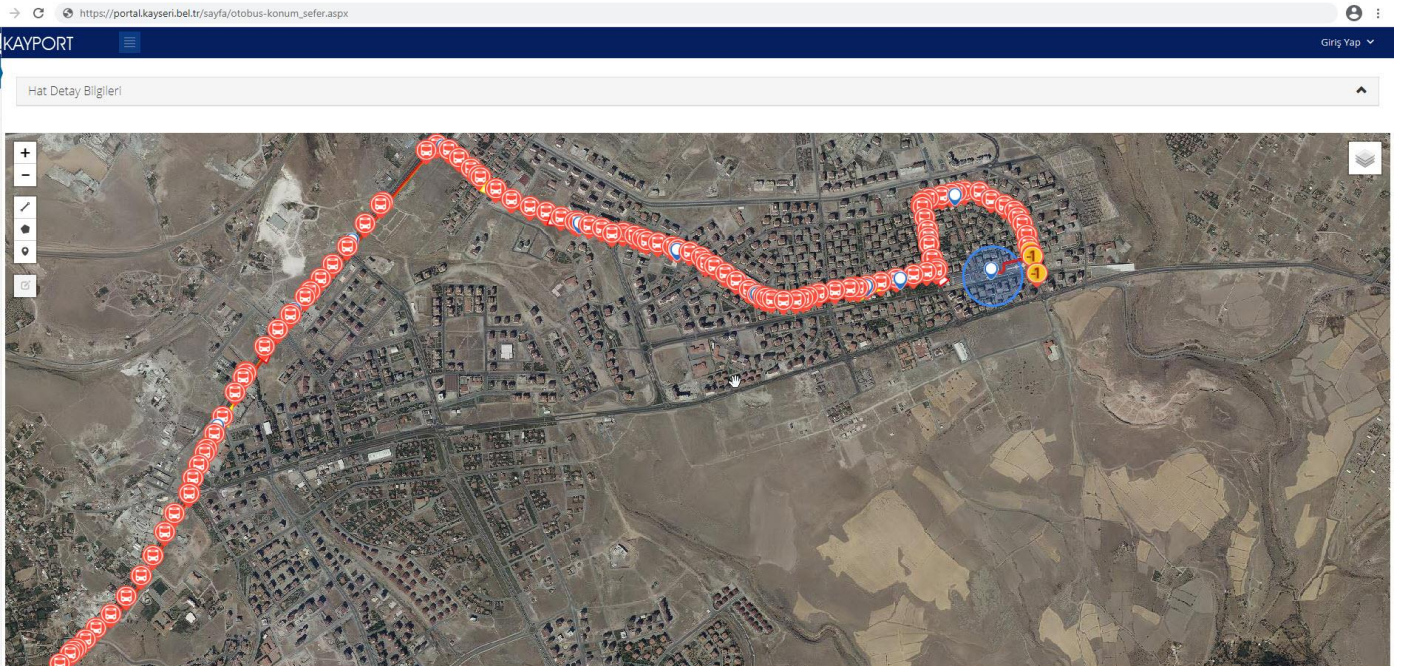 https://portal.kayseri.bel.tr/sayfa/otobus-konum_sefer.aspx
KAYPORT
Giriş Yap
Hat Detay Bilgileri
+
-
-1
-1